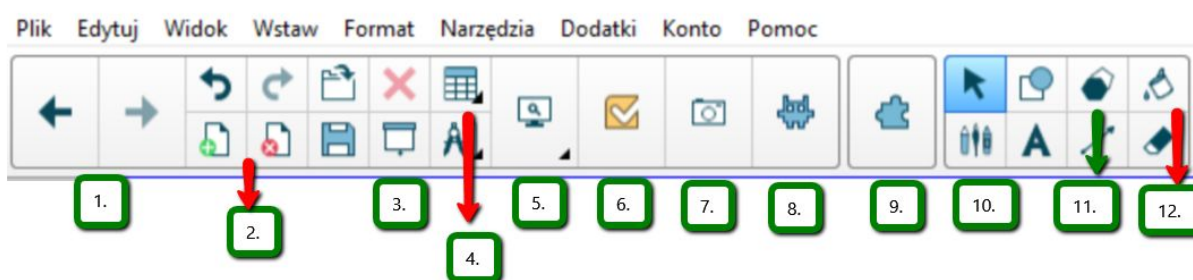 Plik Edytuj Widok Wstaw Format Narzędzia Dodatki Konto Pomoc
A A
1. 2. 3. 4. 5. 6. 7. 8. 9. 10. 11. 12.